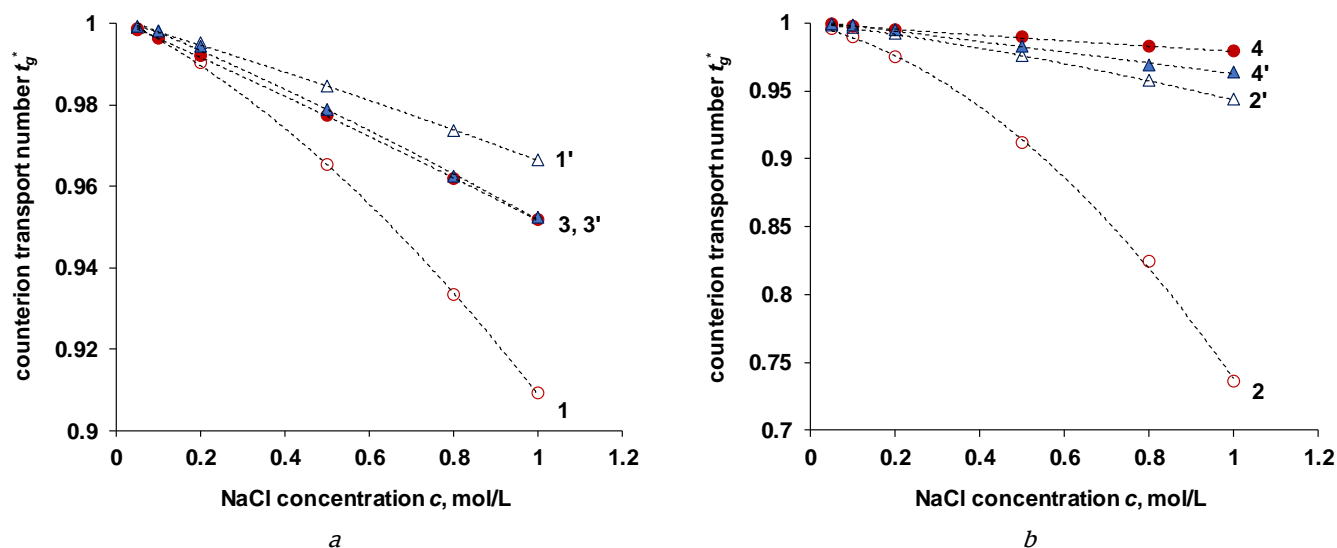 counterion transport number t_g^*
1
0.98
0.96
0.94
0.92
0.9
0 0.2 0.4 0.6 0.8 1 1.2
NaCl concentration c, mol/L
1'
3, 3'
1
a
counterion transport number t_g^*
1
0.95
0.9
0.85
0.8
0.75
0.7
0 0.2 0.4 0.6 0.8 1 1.2
NaCl concentration c, mol/L
4
4'
2'
2
b